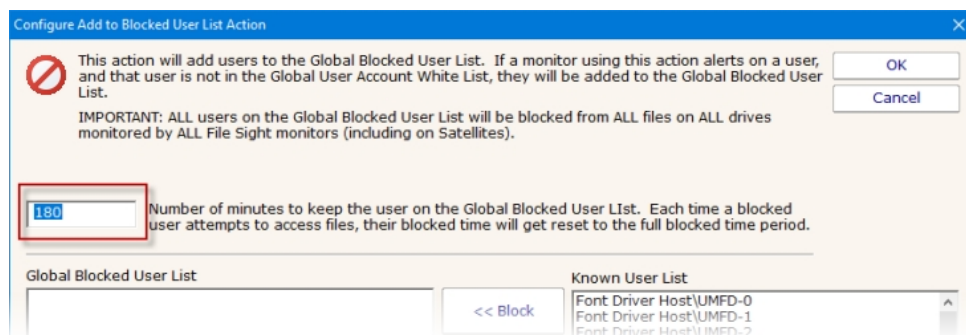 Configure Add to Blocked User List Action
This action will add users to the Global Blocked User List. If a monitor using this action alerts on a user,
and that user is not in the Global User Account White List, they will be added to the Global Blocked User
List.
OK
Cancel
IMPORTANT: ALL users on the Global Blocked User List will be blocked from ALL files on ALL drives
monitored by ALL File Sight monitors (including on Satellites).
180
Number of minutes to keep the user on the Global Blocked User LIst. Each time a blocked
user attempts to access files, their blocked time will get reset to the full blocked time period.
Global Blocked User List
<< Block
Known User List
Font Driver Host\UMFD-0
Font Driver Host\UMFD-1
Font Driver Host\UMFD-2